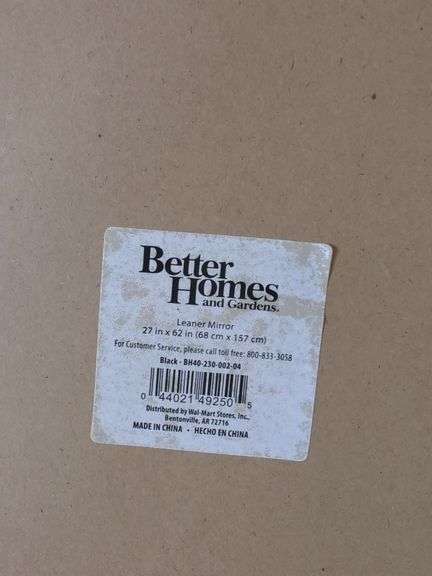 Better
Homes
and Gardens.
Leaner Mirror
27 in x 62 in (68 cm x 157 cm)
For Customer Service, please call toll free: 800-833-3058
Black - BH40-230-002-04
0 44021 49250 5
Distributed by Wal-Mart Stores, Inc.,
Bentonville, AR 72716
MADE IN CHINA • HECHO EN CHINA